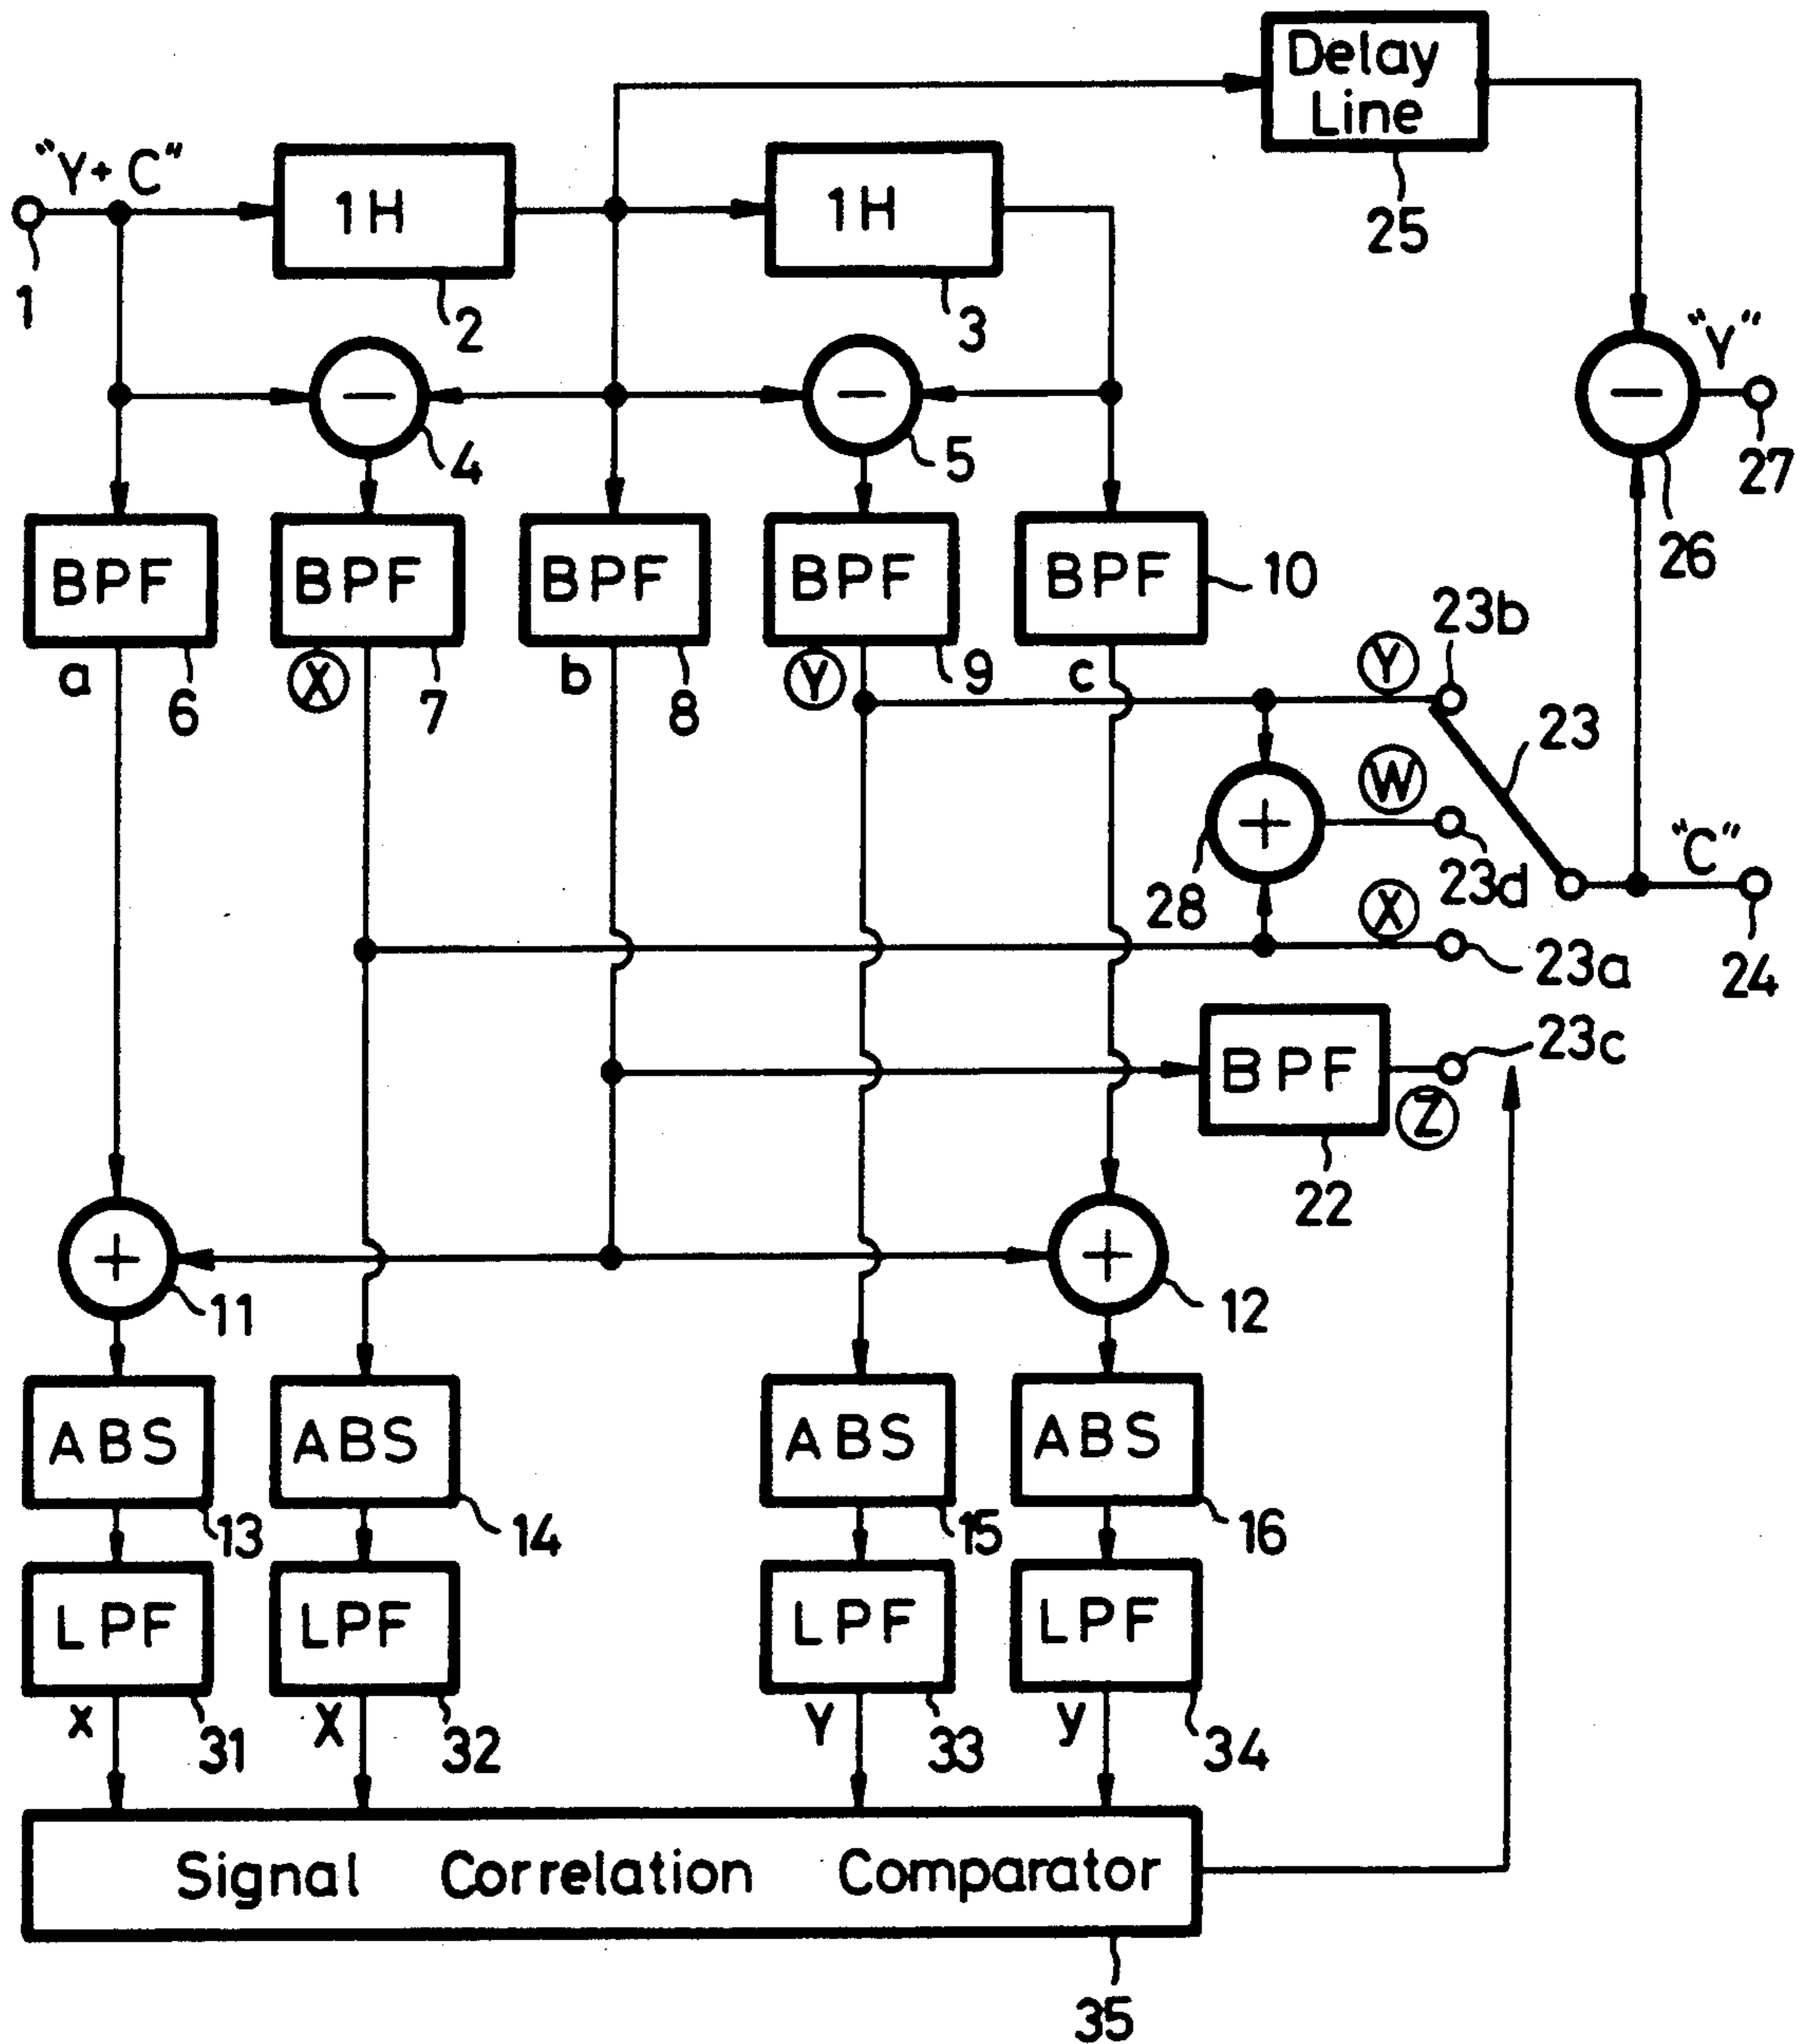 Delay
Line
25
"Y+C"
1
1H
2
1H
3
−
4
−
5
−
26
"Y"
27
BPF
a
6
BPF
Ⓧ
7
BPF
b
8
BPF
Ⓨ
9
BPF
c
10
Ⓨ
23b
23
+
28
Ⓦ
23d
"C"
24
Ⓧ
23a
BPF
22
23c
Ⓩ
+
11
+
12
ABS
13
ABS
14
ABS
15
ABS
16
LPF
x
31
LPF
X
32
LPF
Y
33
LPF
y
34
Signal Correlation Comparator
35